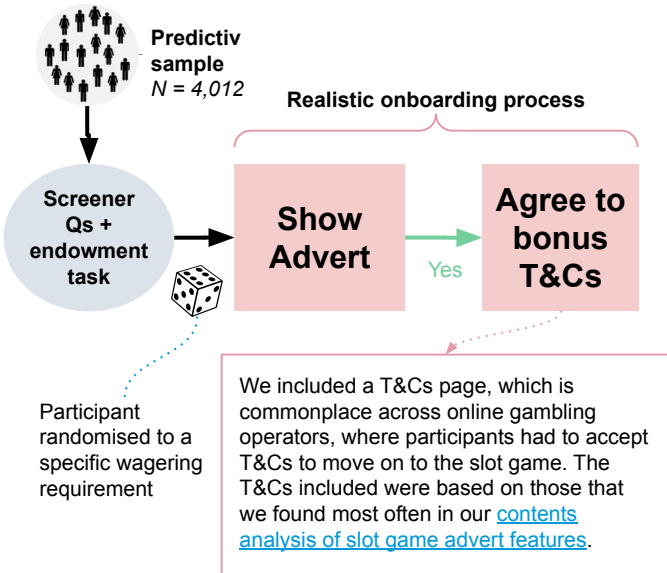 Predictiv
sample
N = 4,012
Realistic onboarding process
Screener
Qs +
endowment
task
Show
Advert
Yes
Agree to
bonus
T&Cs
Participant
randomised to a
specific wagering
requirement
We included a T&Cs page, which is
commonplace across online gambling
operators, where participants had to accept
T&Cs to move on to the slot game. The
T&Cs included were based on those that
we found most often in our contents
analysis of slot game advert features.